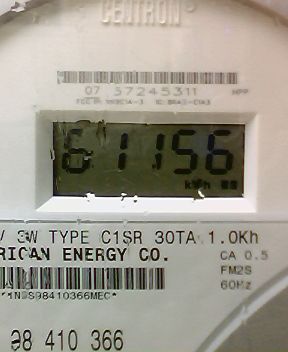 CENTRON®
07 57245311
61156
kWh
V 3W TYPE C1SR 30TA 1.0Kh
RICAN ENERGY CO. CA 0.5
FM2S
60Hz
98 410 366